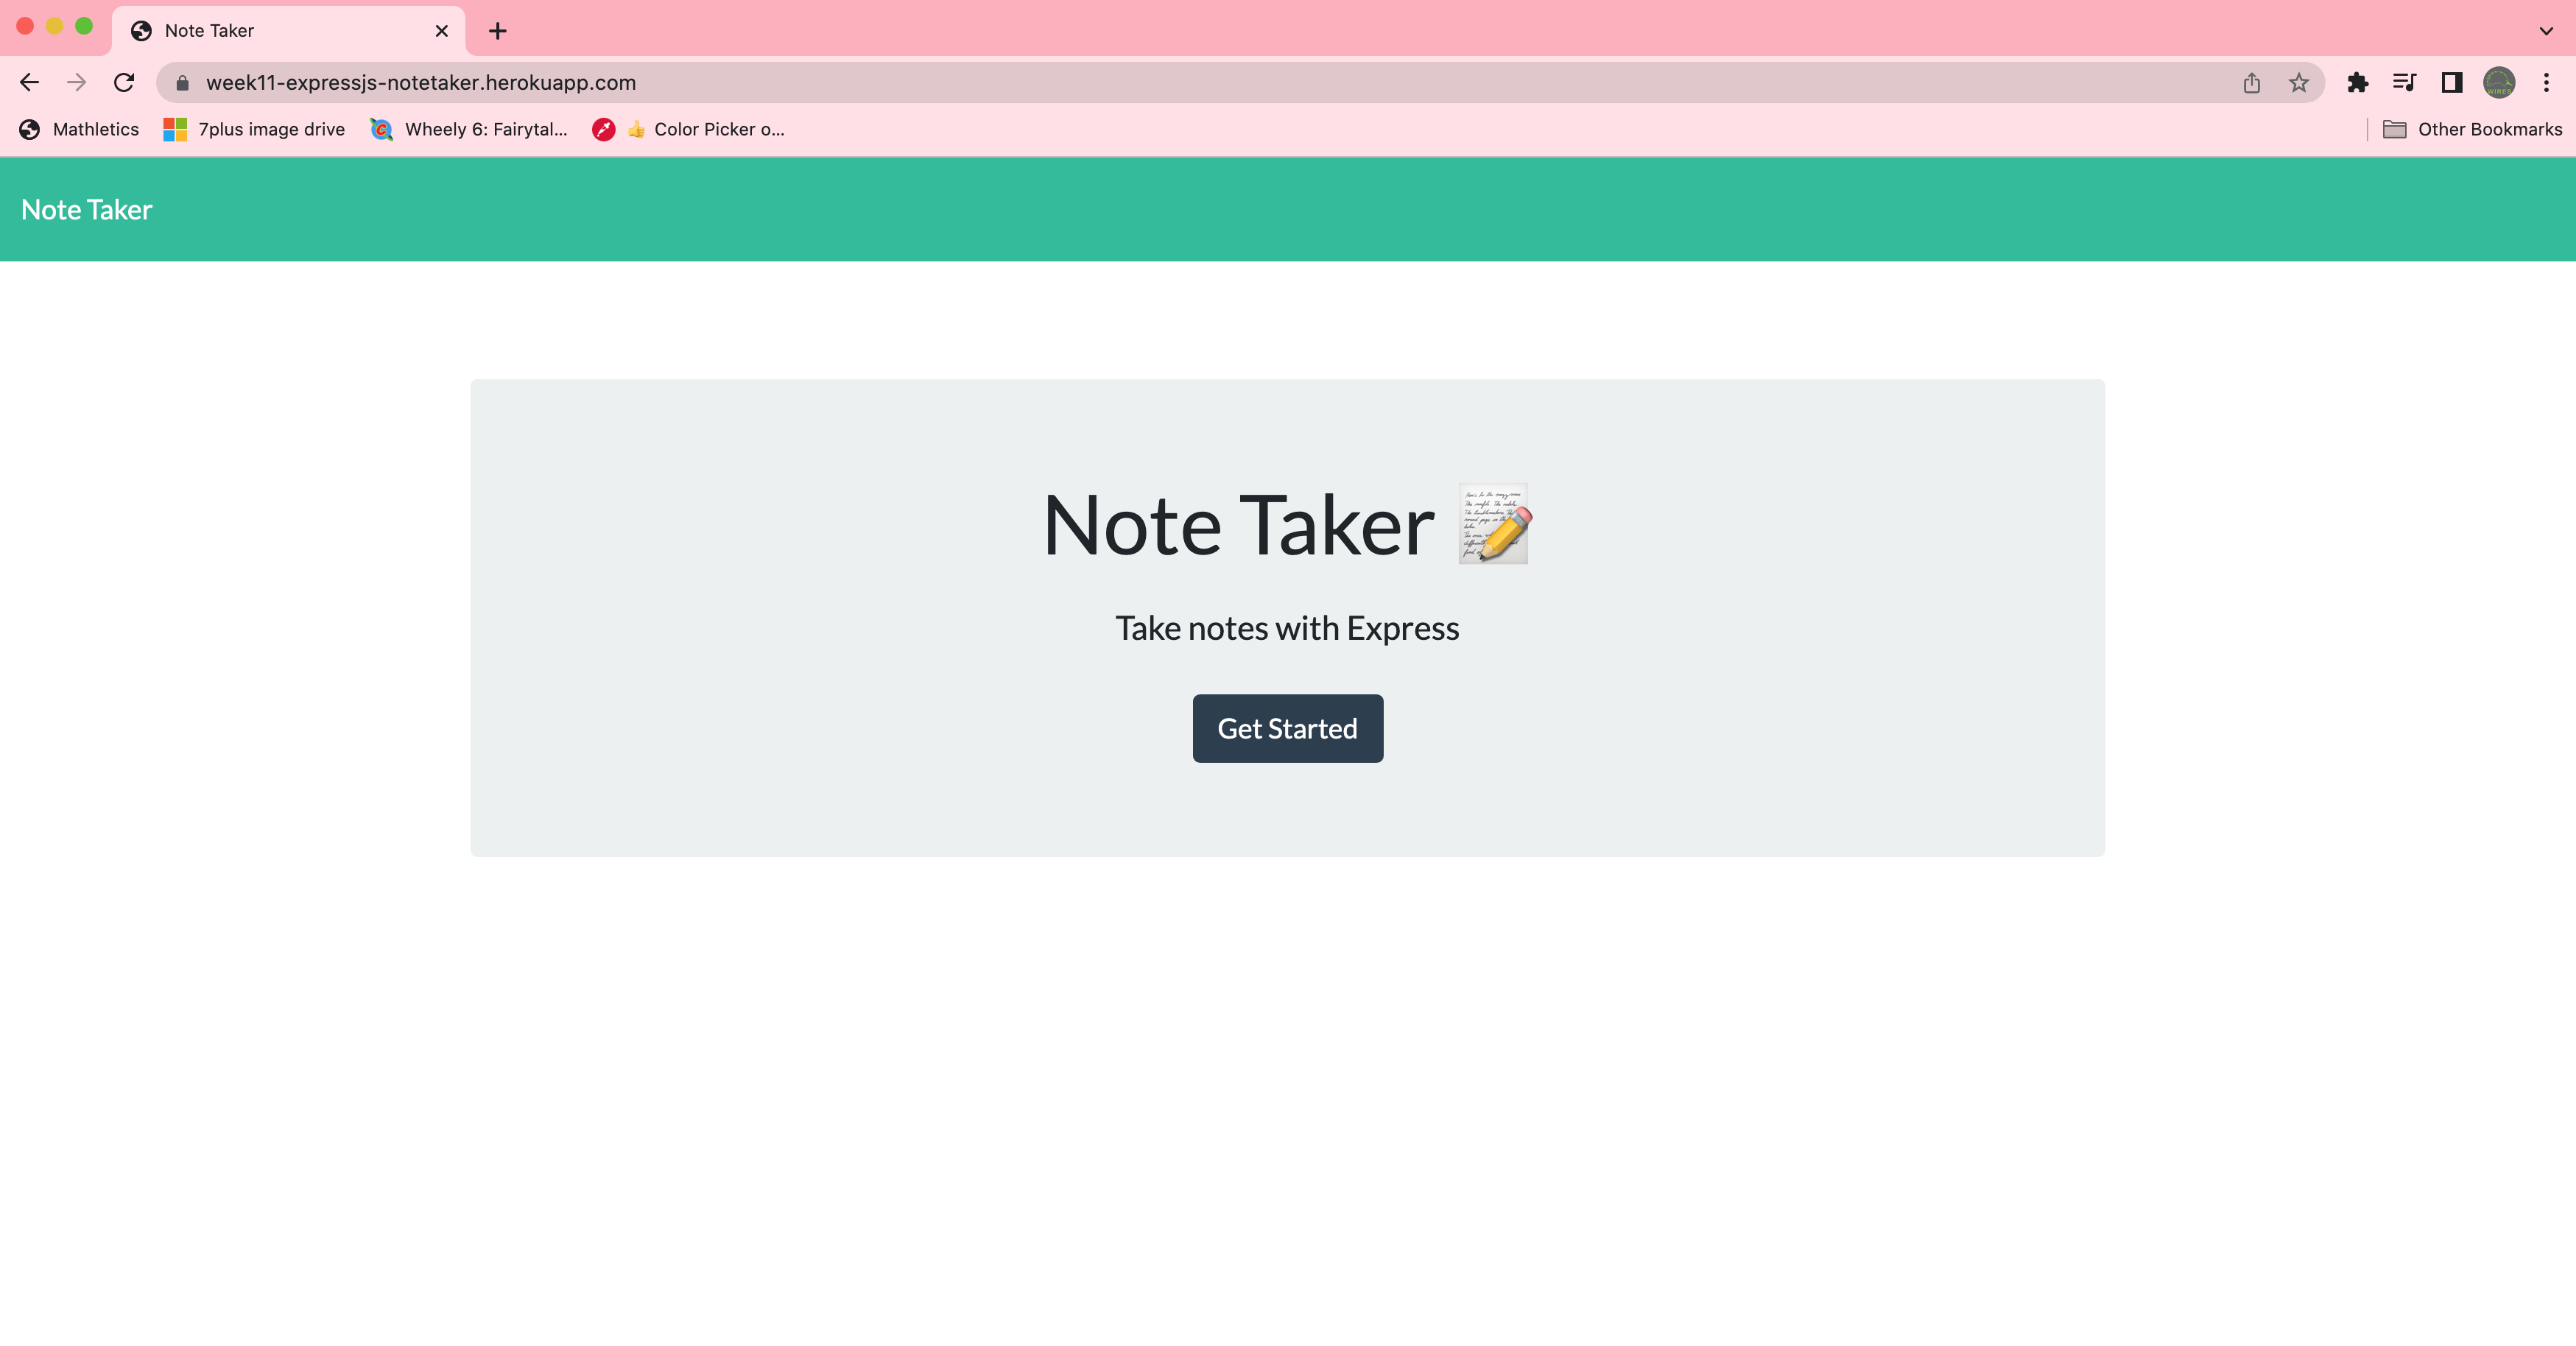 Note Taker
week11-expressjs-notetaker.herokuapp.com
Mathletics 7plus image drive Wheely 6: Fairytal... 👍 Color Picker o... Other Bookmarks
Note Taker
Note Taker 📝
Take notes with Express
Get Started